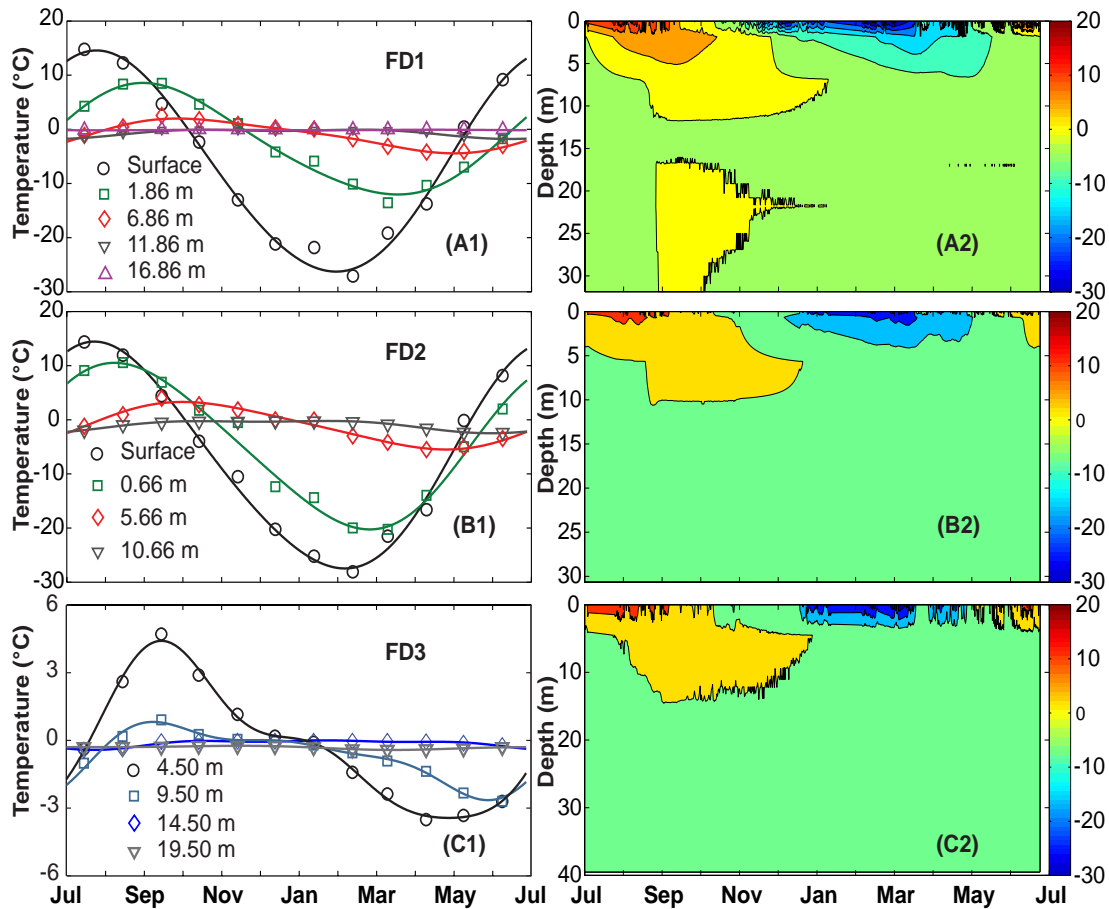 Temperature (°C)
20
10
0
-10
-20
-30
FD1
Surface
1.86 m
6.86 m
11.86 m
16.86 m
(A1)
Depth (m)
0
5
10
15
20
25
30
(A2)
20
10
0
-10
-20
-30
Temperature (°C)
20
10
0
-10
-20
-30
FD2
Surface
0.66 m
5.66 m
10.66 m
(B1)
Depth (m)
0
5
10
15
20
25
30
(B2)
20
10
0
-10
-20
-30
Temperature (°C)
6
3
0
-3
-6
FD3
4.50 m
9.50 m
14.50 m
19.50 m
(C1)
Jul Sep Nov Jan Mar May Jul
Depth (m)
0
10
20
30
40
(C2)
20
10
0
-10
-20
-30
Jul Sep Nov Jan Mar May Jul